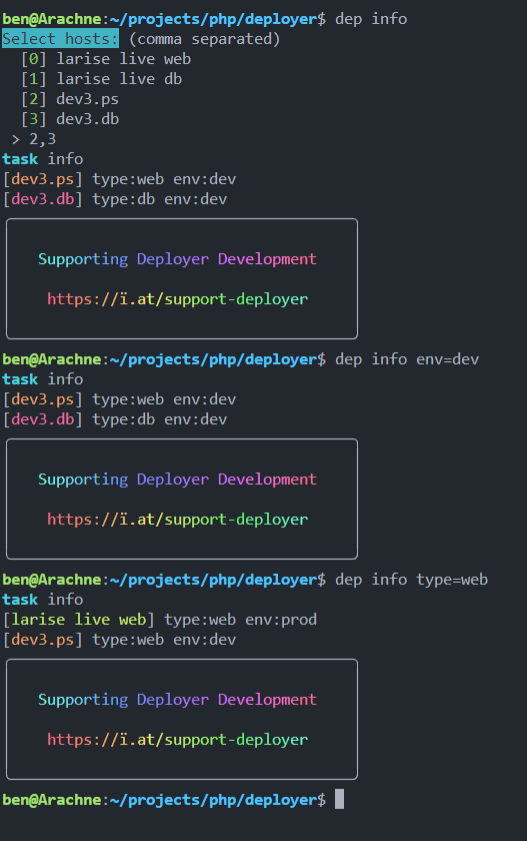 ben@Arachne:~/projects/php/deployer$ dep info
Select hosts: (comma separated)
[0] larise live web
[1] larise live db
[2] dev3.ps
[3] dev3.db
> 2,3
task info
[dev3.ps] type:web env:dev
[dev3.db] type:db env:dev
Supporting Deployer Development
https://ï.at/support-deployer
ben@Arachne:~/projects/php/deployer$ dep info env=dev
task info
[dev3.ps] type:web env:dev
[dev3.db] type:db env:dev
Supporting Deployer Development
https://ï.at/support-deployer
ben@Arachne:~/projects/php/deployer$ dep info type=web
task info
[larise live web] type:web env:prod
[dev3.ps] type:web env:dev
Supporting Deployer Development
https://ï.at/support-deployer
ben@Arachne:~/projects/php/deployer$